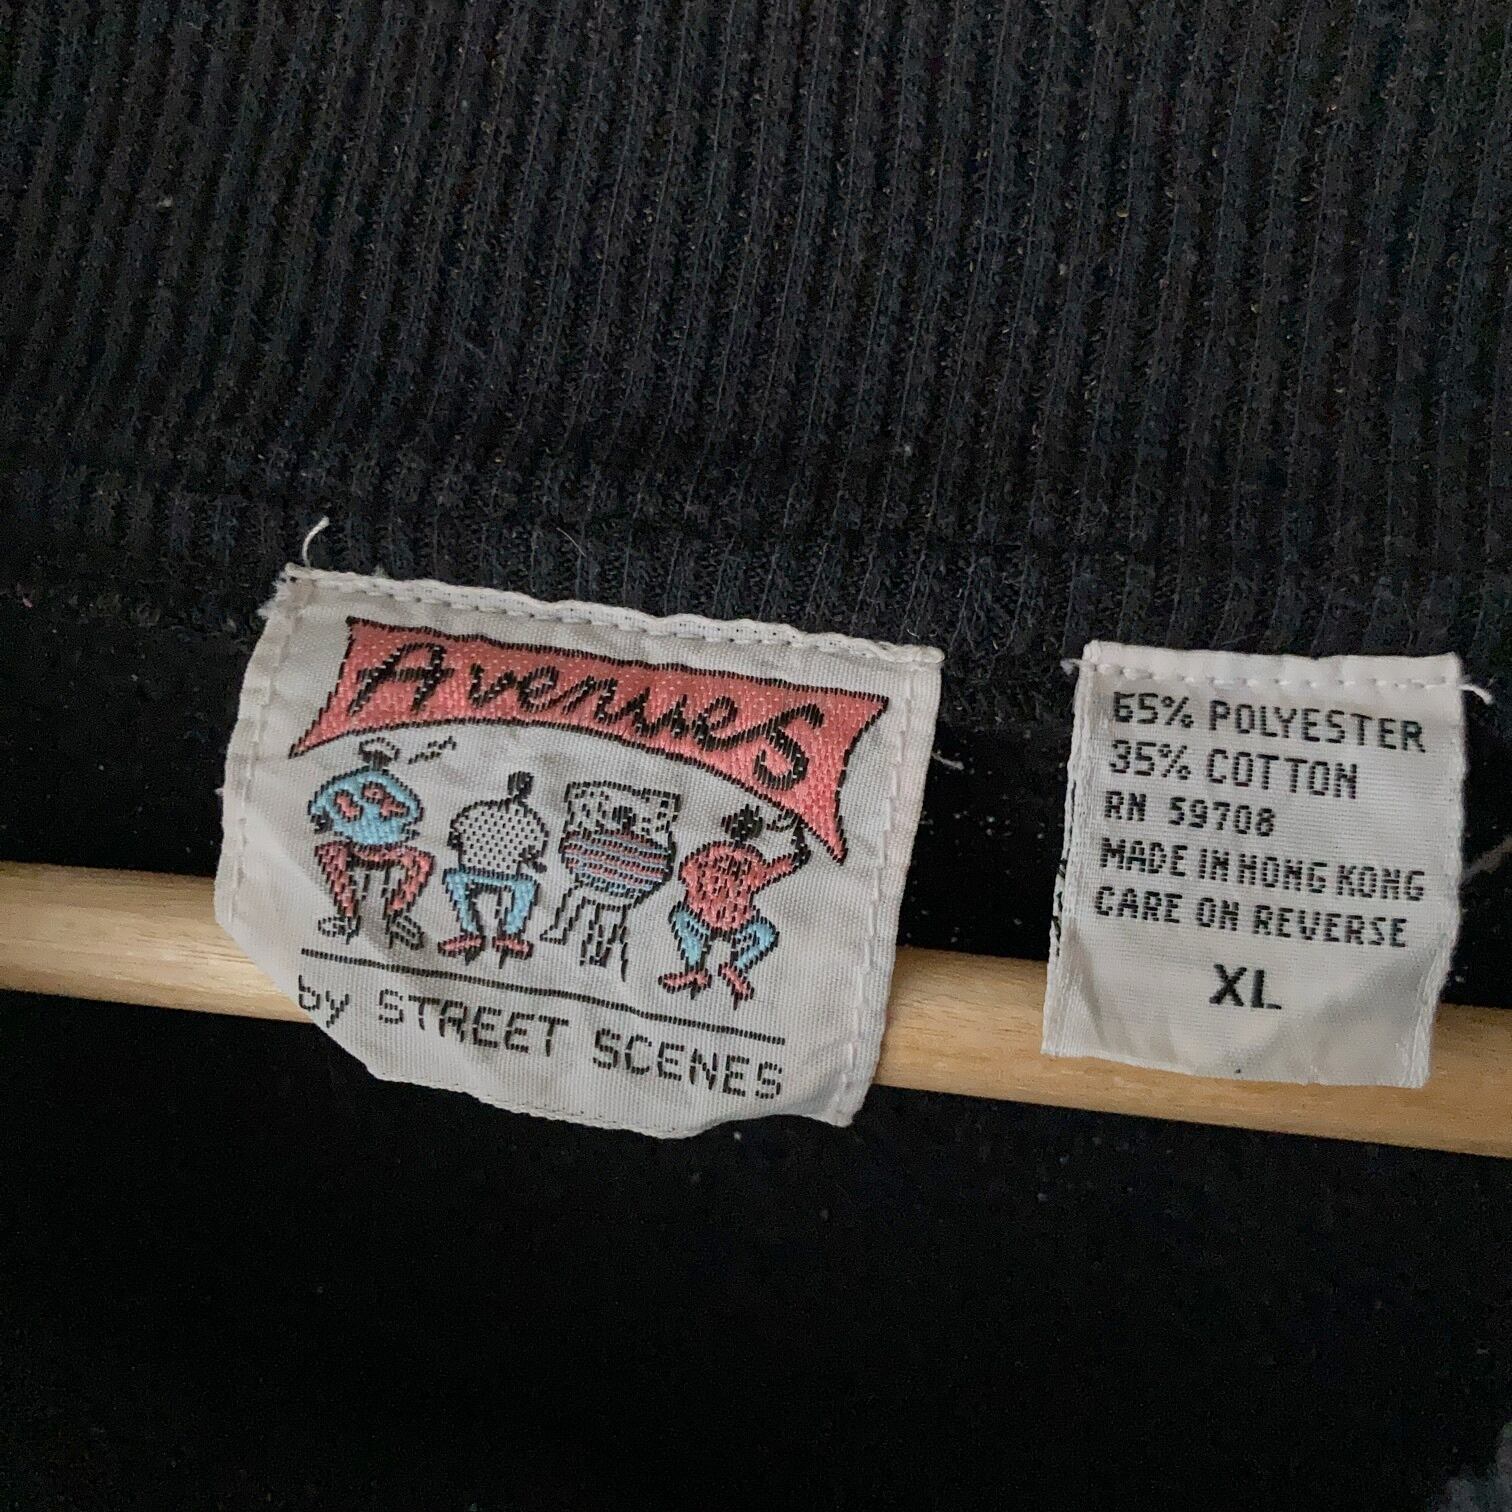 Avenues
by STREET SCENES
65% POLYESTER
35% COTTON
RN 59708
MADE IN HONG KONG
CARE ON REVERSE
XL